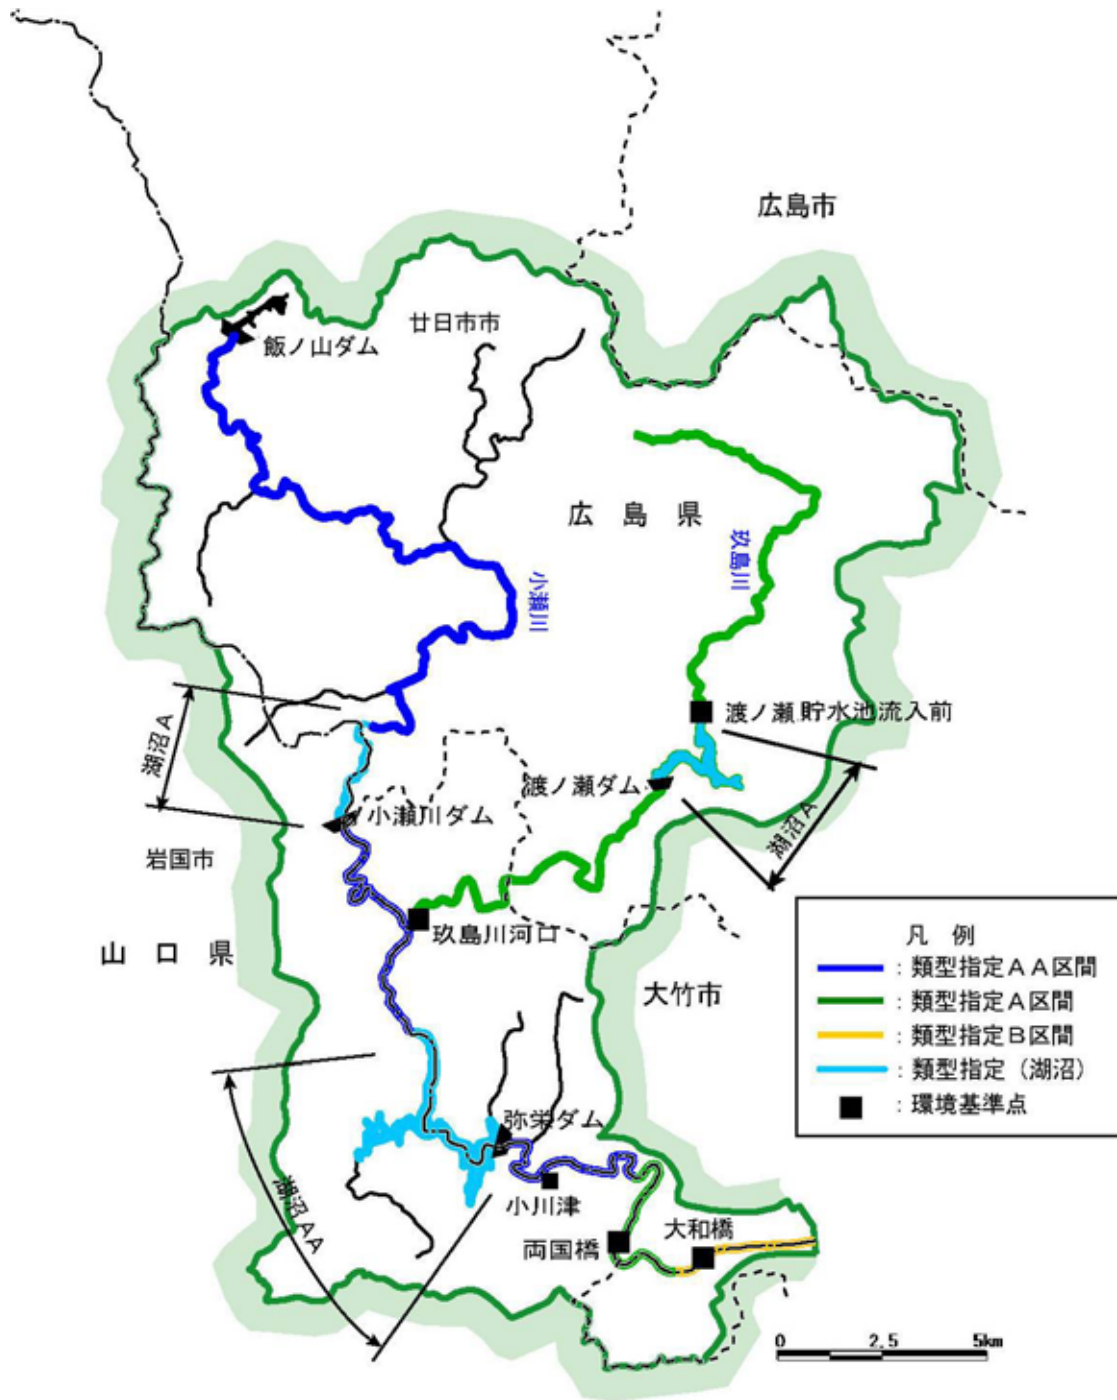 広島市
廿日市市
飯ノ山ダム
広島県
玖島川
小瀬川
渡ノ瀬貯水池流入前
湖沼A
渡ノ瀬ダム
小瀬川ダム
湖沼A
岩国市
玖島川河口
山口県
大竹市
凡例
：類型指定ＡＡ区間
：類型指定Ａ区間
：類型指定Ｂ区間
：類型指定（湖沼）
：環境基準点
弥栄ダム
湖沼AA
小川津
両国橋
大和橋
0 2.5 5km